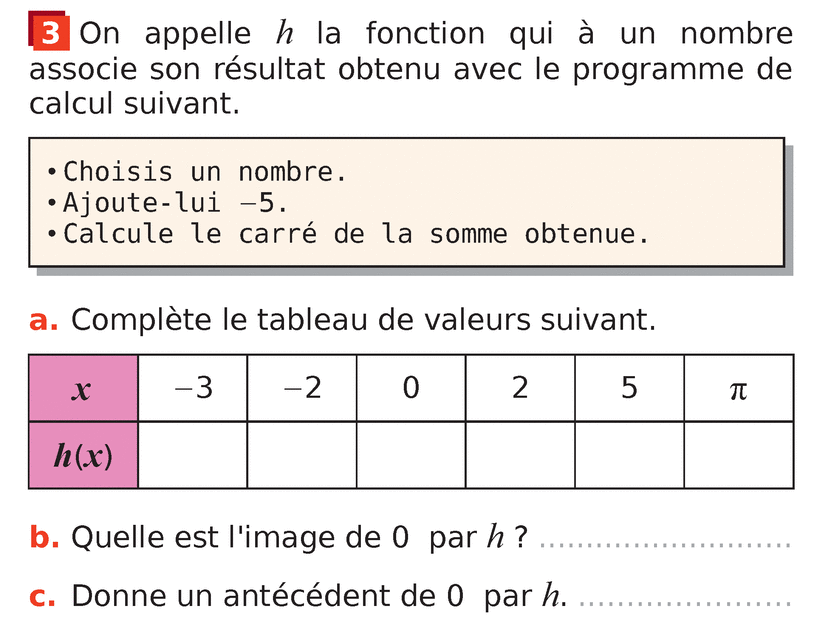 3 On appelle h la fonction qui à un nombre
associe son résultat obtenu avec le programme de
calcul suivant.
• Choisis un nombre.
• Ajoute-lui −5.
• Calcule le carré de la somme obtenue.
a. Complète le tableau de valeurs suivant.
x −3 −2 0 2 5 π
h(x)
b. Quelle est l'image de 0 par h ? ...........................
c. Donne un antécédent de 0 par h. .......................